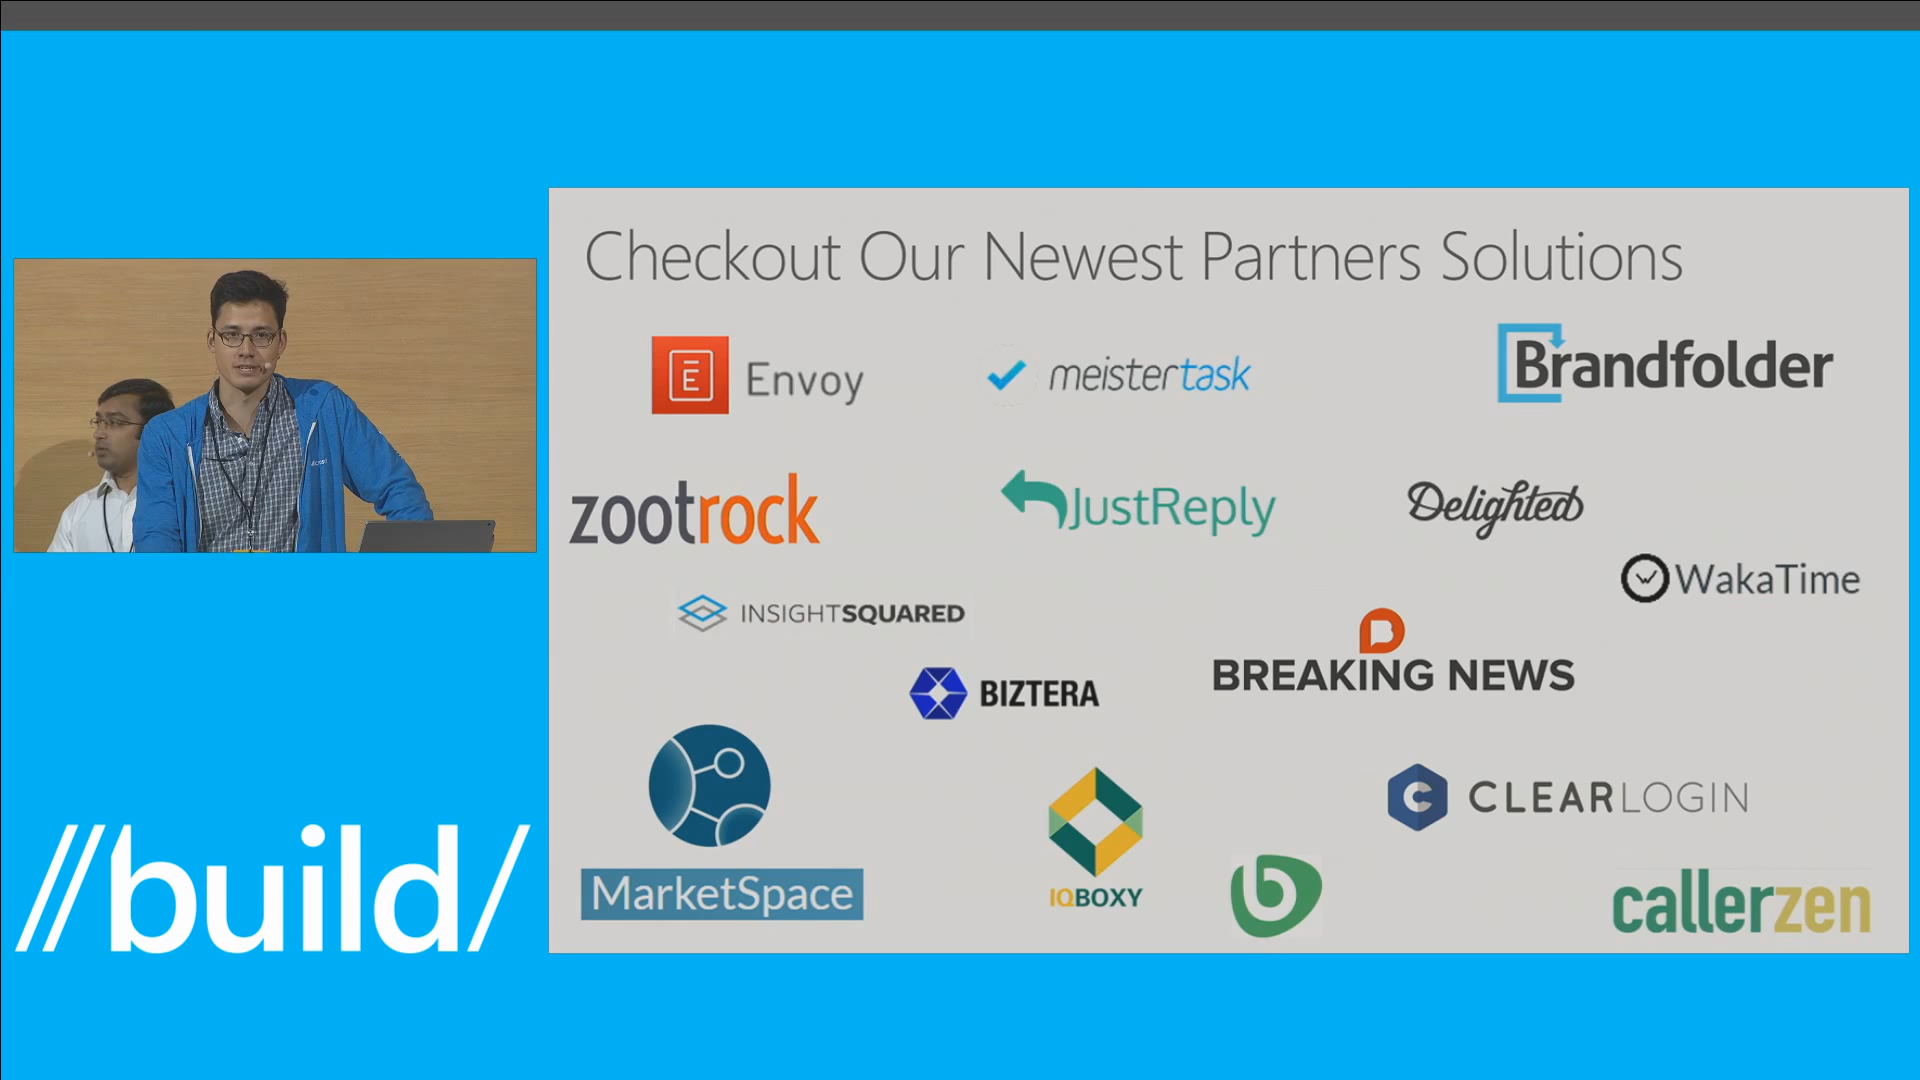 Checkout Our Newest Partners Solutions
E Envoy
meistertask
Brandfolder
zootrock
JustReply
Delighted
WakaTime
INSIGHTSQUARED
BREAKING NEWS
BIZTERA
MarketSpace
IQBOXY
b
C CLEARLOGIN
callerzen
//build/